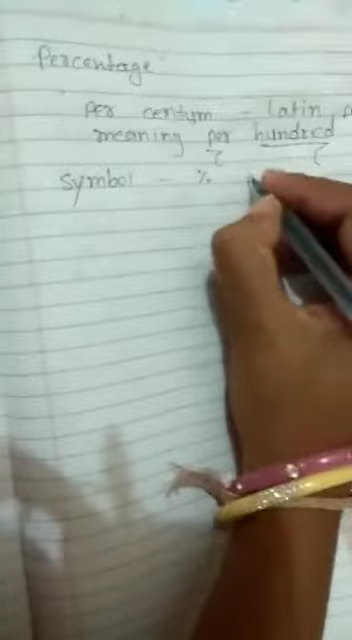 Percentage
per centum - Latin
meaning per hundred
symbol - %